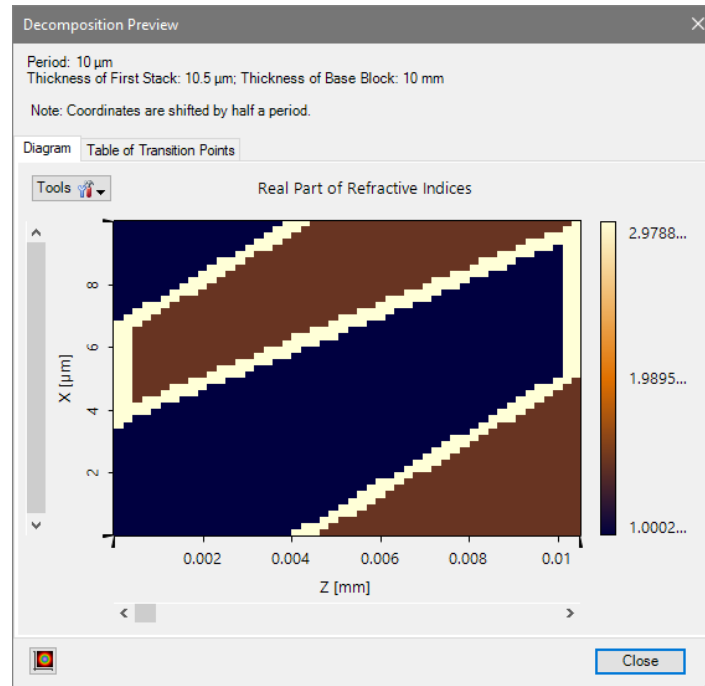 Decomposition Preview
Period: 10 µm
Thickness of First Stack: 10.5 µm; Thickness of Base Block: 10 mm
Note: Coordinates are shifted by half a period.
Diagram Table of Transition Points
Tools
Real Part of Refractive Indices
8
6
4
2
X [µm]
0.002 0.004 0.006 0.008 0.01
Z [mm]
2.9788...
1.9895...
1.0002...
Close